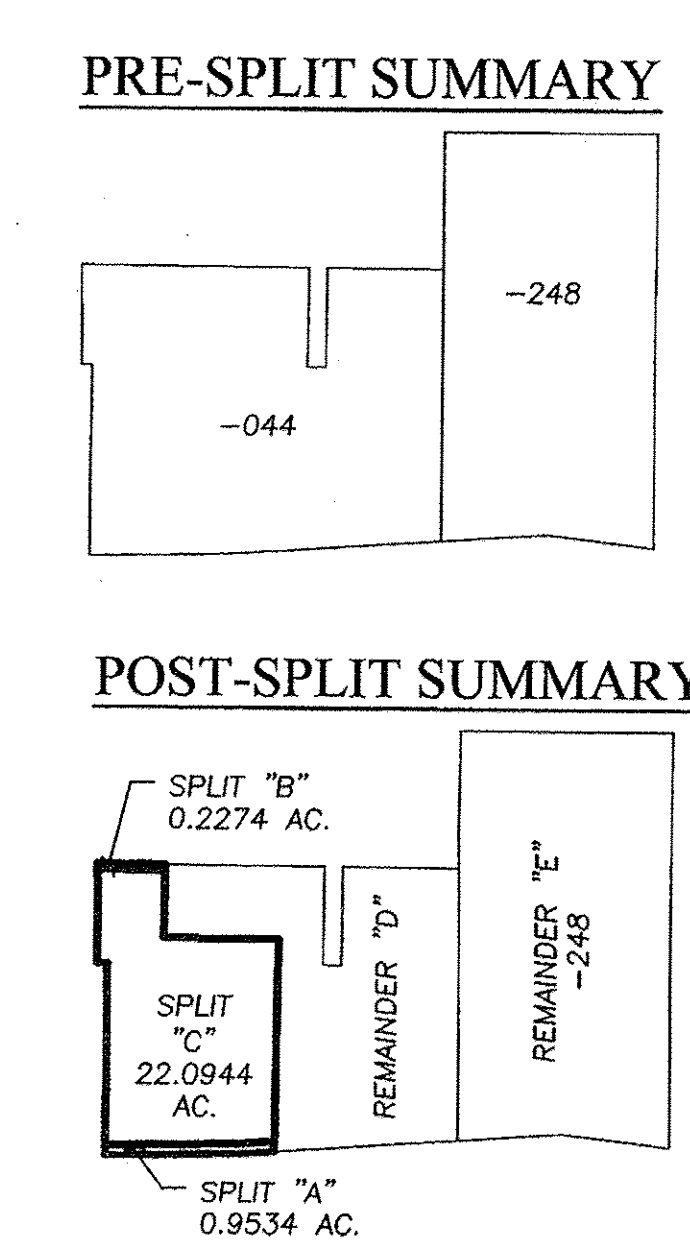 PRE-SPLIT SUMMARY
-248
-044
POST-SPLIT SUMMARY
SPLIT "B"
0.2274 AC.
SPLIT
"C"
22.0944
AC.
REMAINDER "D"
REMAINDER "E"
-248
SPLIT "A"
0.9534 AC.